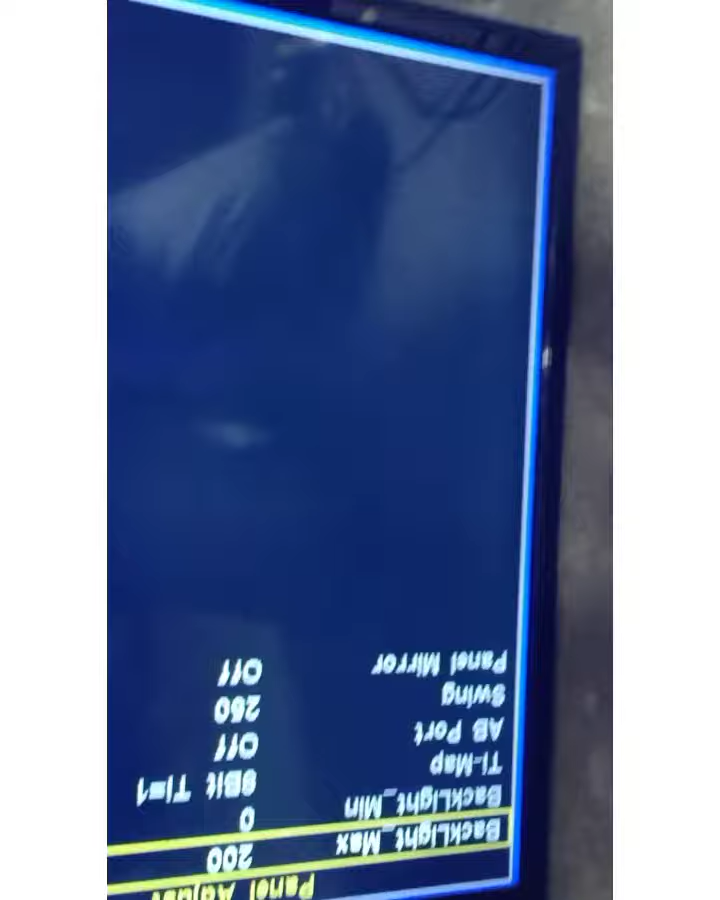 Panel Adjust
BackLight_Max 200
BackLight_Min 0
TI-Map 8Bit TI=1
AB Port Off
Swing 250
Panel Mirror Off